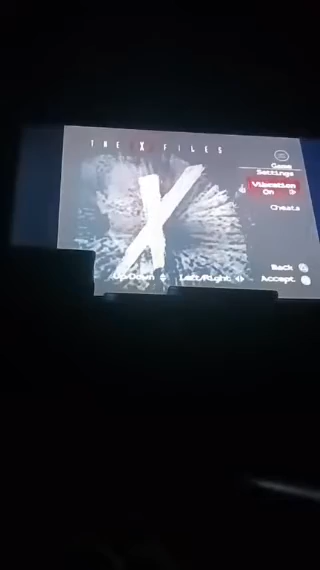 THE X FILES
Game
Settings
Vibration
On
Cheats
Back
Up/Down Left/Right Accept